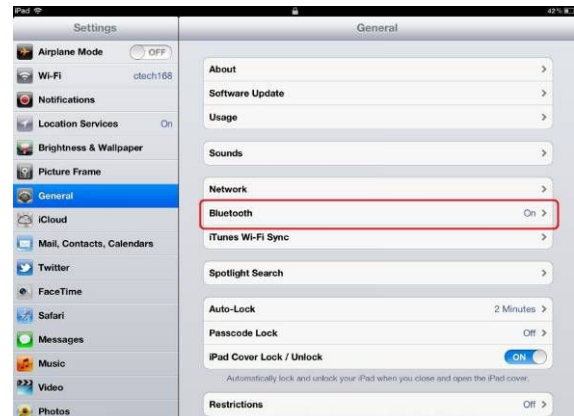 iPad 42%
Settings
General
Airplane Mode OFF
Wi-Fi ctech168
Notifications
Location Services On
Brightness & Wallpaper
Picture Frame
General
iCloud
Mail, Contacts, Calendars
Twitter
FaceTime
Safari
Messages
Music
Video
Photos
About
Software Update
Usage
Sounds
Network
Bluetooth On
iTunes Wi-Fi Sync
Spotlight Search
Auto-Lock 2 Minutes
Passcode Lock Off
iPad Cover Lock / Unlock ON
Automatically lock and unlock your iPad when you close and open the iPad cover.
Restrictions Off